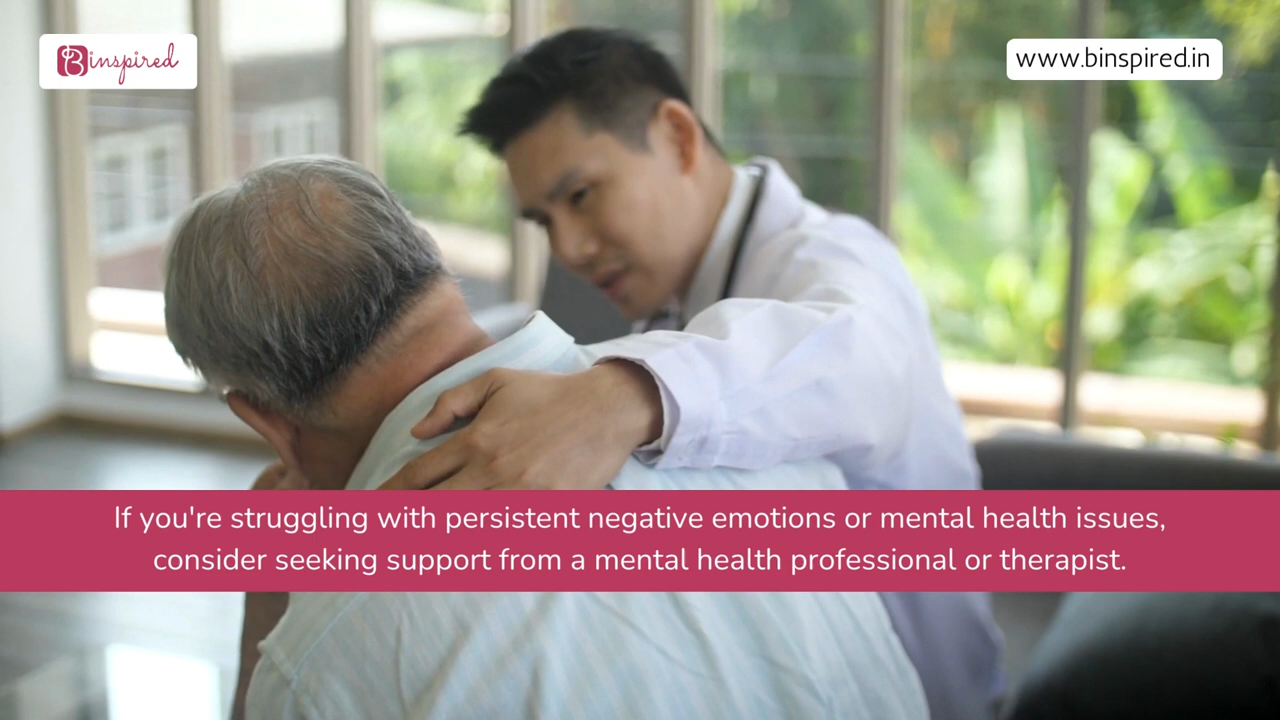 Binspired
www.binspired.in
If you're struggling with persistent negative emotions or mental health issues,
consider seeking support from a mental health professional or therapist.